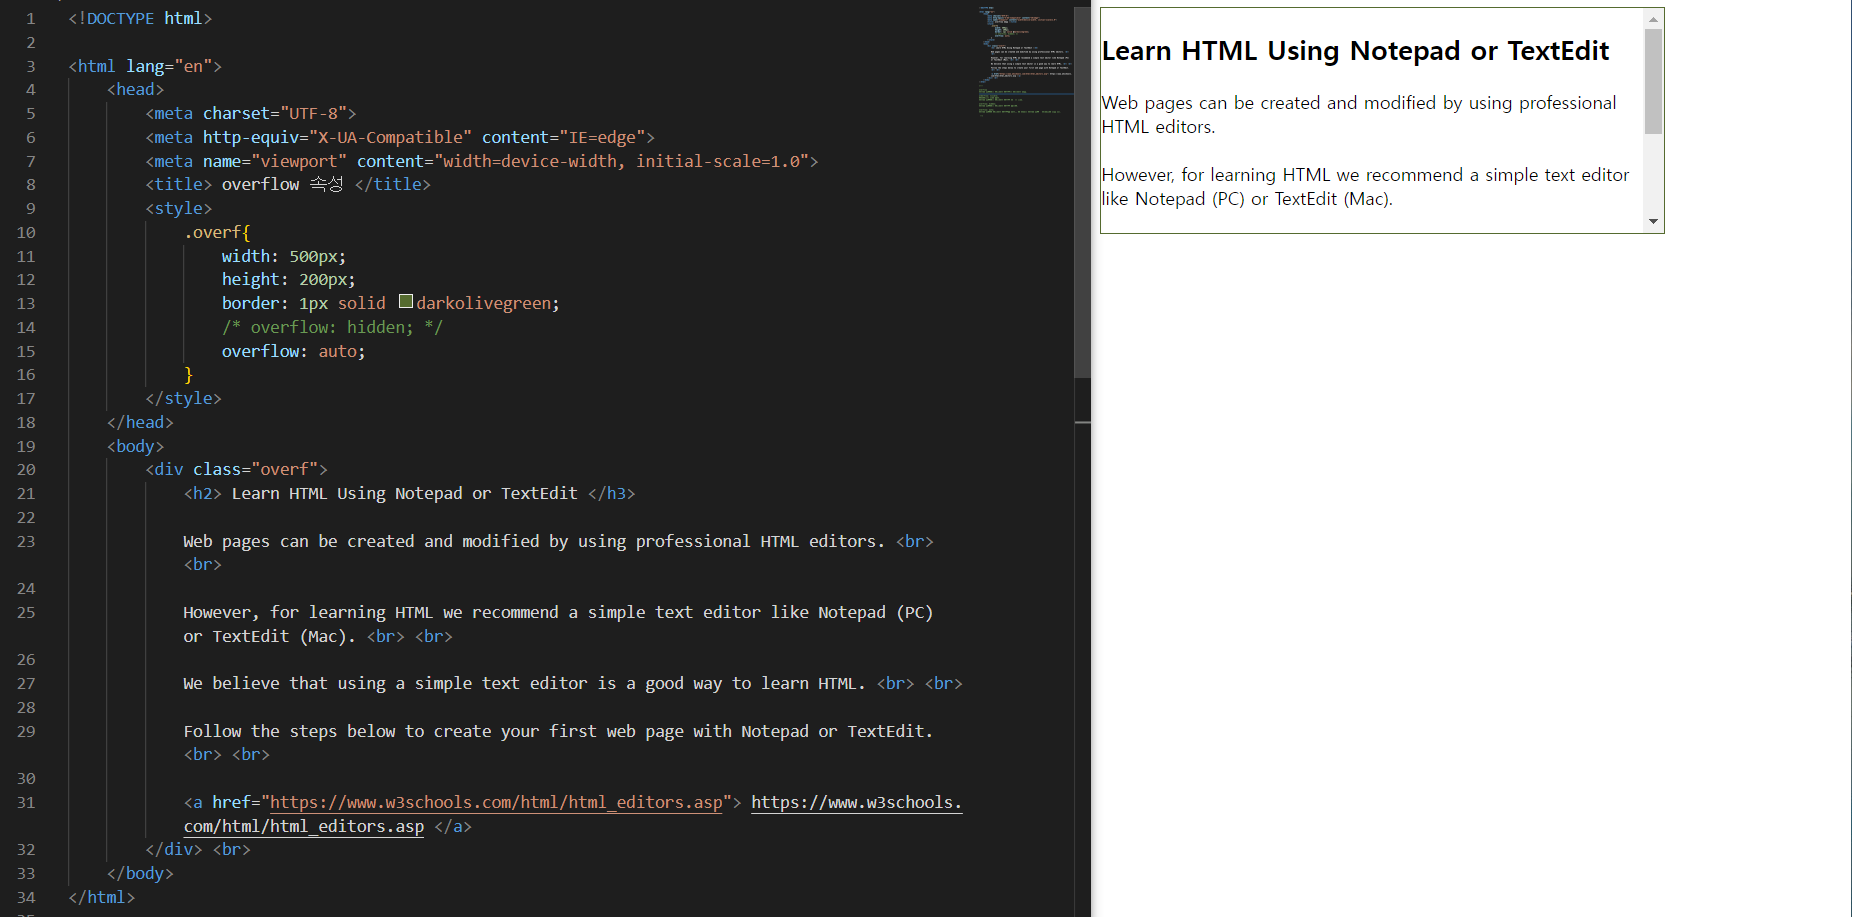 1 <!DOCTYPE html>
2
3 <html lang="en">
4 <head>
5 <meta charset="UTF-8">
6 <meta http-equiv="X-UA-Compatible" content="IE=edge">
7 <meta name="viewport" content="width=device-width, initial-scale=1.0">
8 <title> overflow 속성 </title>
9 <style>
10 .overf{
11 width: 500px;
12 height: 200px;
13 border: 1px solid darkolivegreen;
14 /* overflow: hidden; */
15 overflow: auto;
16 }
17 </style>
18 </head>
19 <body>
20 <div class="overf">
21 <h2> Learn HTML Using Notepad or TextEdit </h3>
22
23 Web pages can be created and modified by using professional HTML editors. <br>
<br>
24
25 However, for learning HTML we recommend a simple text editor like Notepad (PC)
or TextEdit (Mac). <br> <br>
26
27 We believe that using a simple text editor is a good way to learn HTML. <br> <br>
28
29 Follow the steps below to create your first web page with Notepad or TextEdit.
<br> <br>
30
31 <a href="https://www.w3schools.com/html/html_editors.asp"> https://www.w3schools.
com/html/html_editors.asp </a>
32 </div> <br>
33 </body>
34 </html>
Learn HTML Using Notepad or TextEdit
Web pages can be created and modified by using professional
HTML editors.
However, for learning HTML we recommend a simple text editor
like Notepad (PC) or TextEdit (Mac).